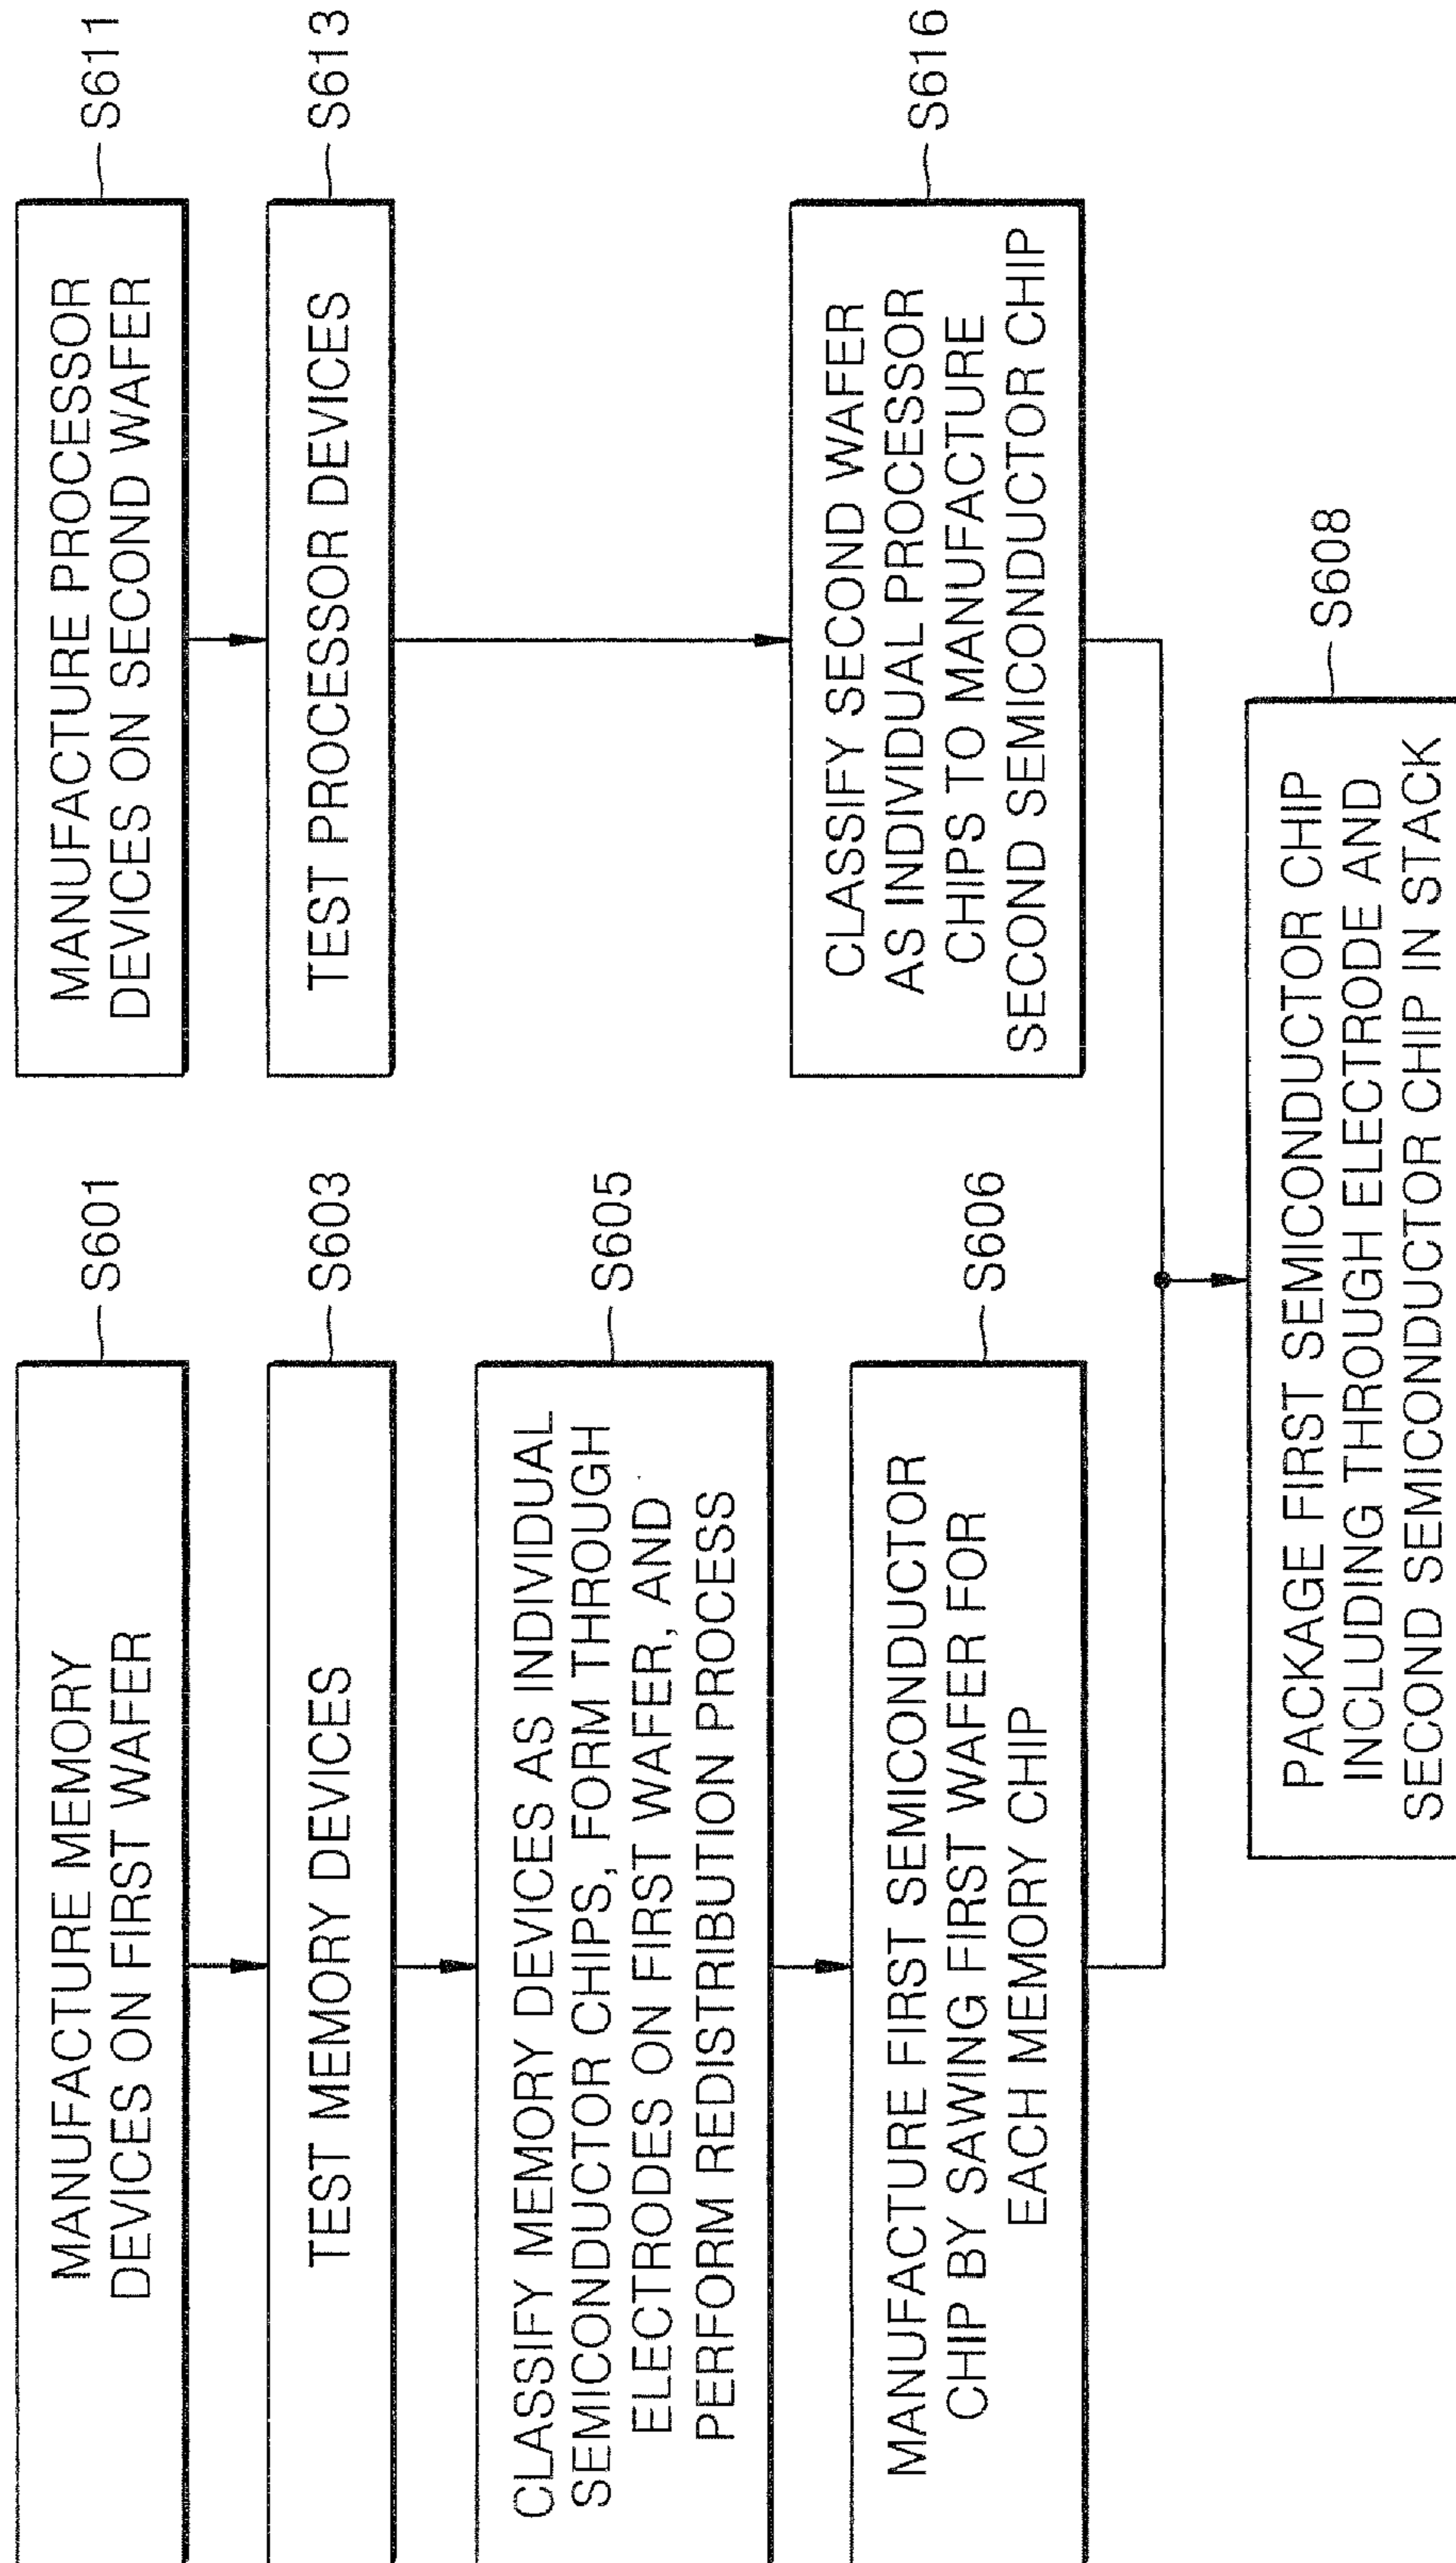 MANUFACTURE MEMORY
DEVICES ON FIRST WAFER
S601
TEST MEMORY DEVICES
S603
CLASSIFY MEMORY DEVICES AS INDIVIDUAL
SEMICONDUCTOR CHIPS, FORM THROUGH
ELECTRODES ON FIRST WAFER, AND
PERFORM REDISTRIBUTION PROCESS
S605
MANUFACTURE FIRST SEMICONDUCTOR
CHIP BY SAWING FIRST WAFER FOR
EACH MEMORY CHIP
S606
MANUFACTURE PROCESSOR
DEVICES ON SECOND WAFER
S611
TEST PROCESSOR DEVICES
S613
CLASSIFY SECOND WAFER
AS INDIVIDUAL PROCESSOR
CHIPS TO MANUFACTURE
SECOND SEMICONDUCTOR CHIP
S616
PACKAGE FIRST SEMICONDUCTOR CHIP
INCLUDING THROUGH ELECTRODE AND
SECOND SEMICONDUCTOR CHIP IN STACK
S608